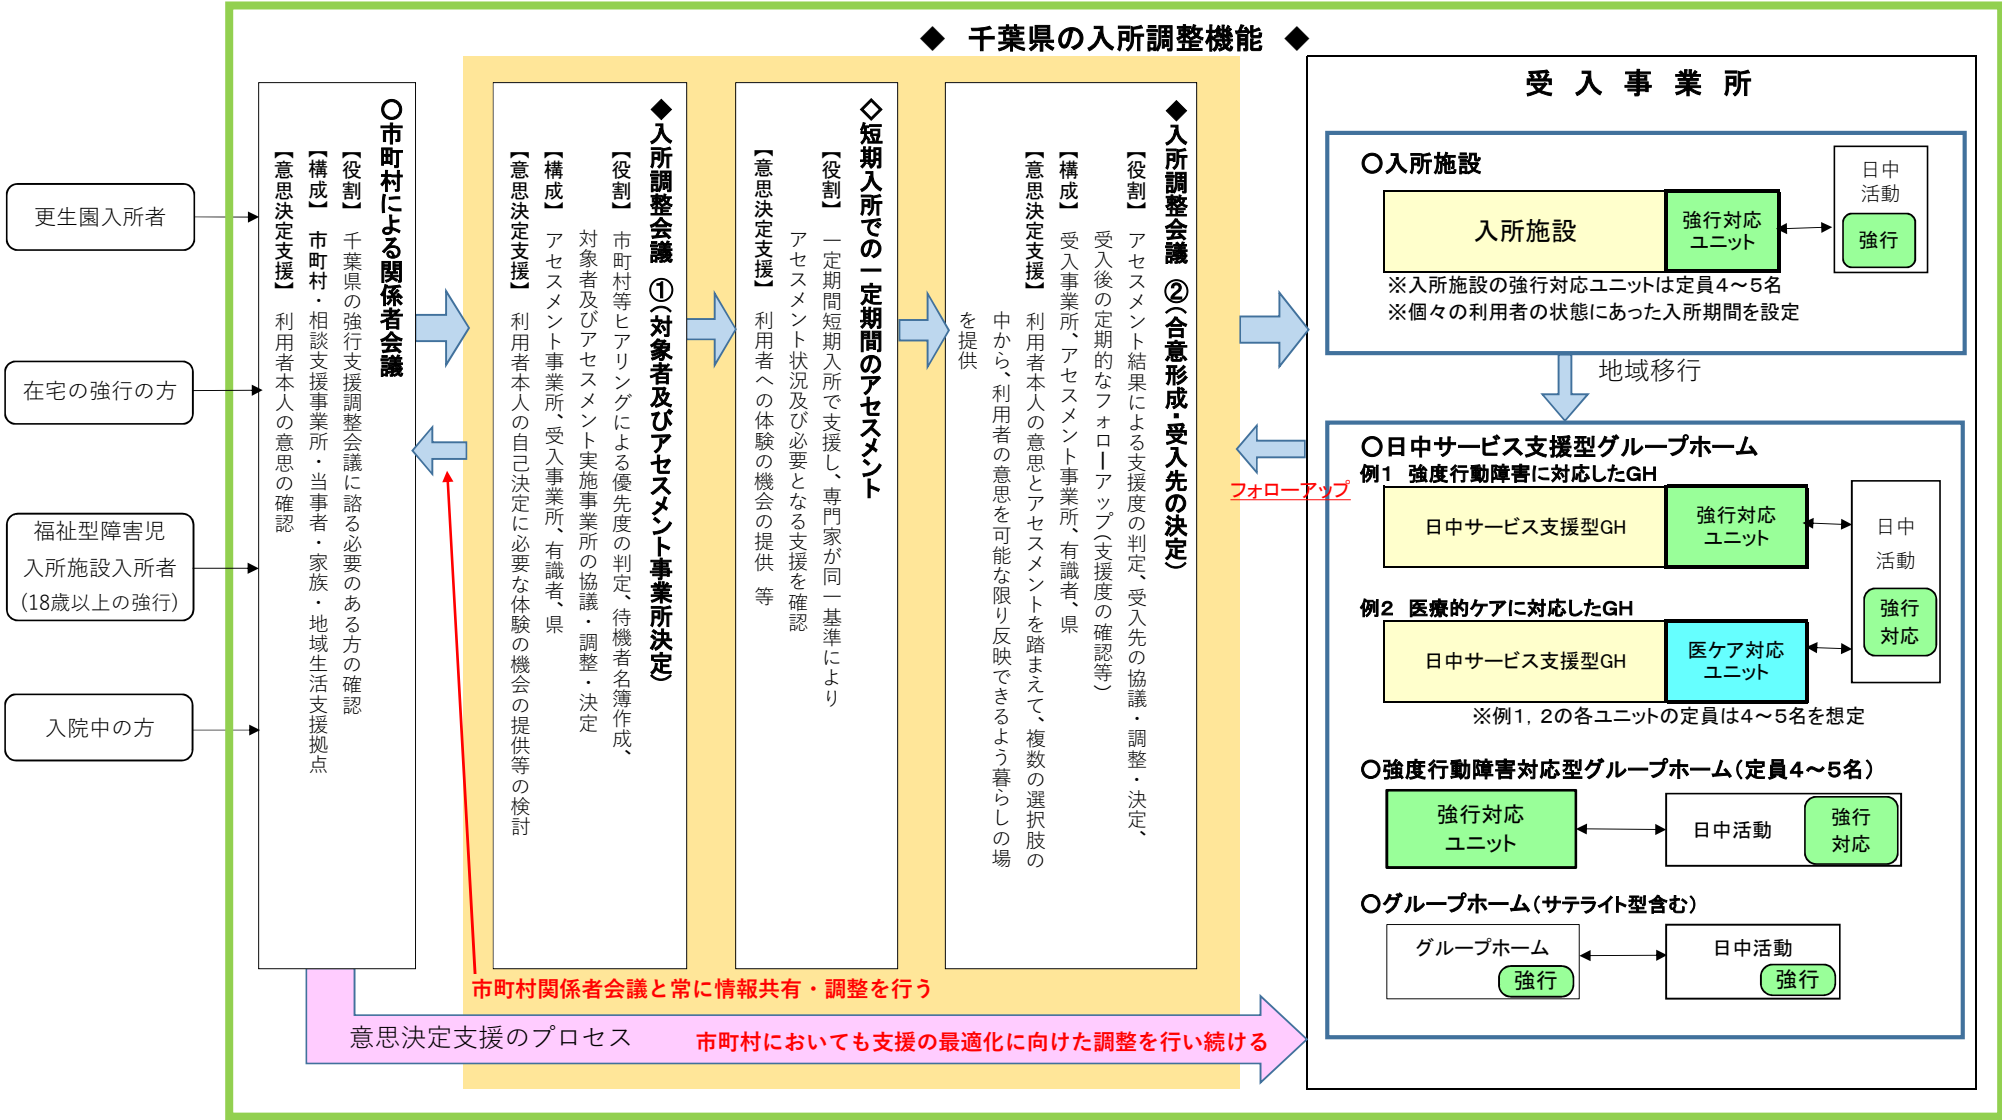 ◆ 千葉県の入所調整機能 ◆
更生園入所者
在宅の強行の方
福祉型障害児
入所施設入所者
(18歳以上の強行)
入院中の方
○市町村による関係者会議
【役割】 千葉県の強行支援調整会議に諮る必要のある方の確認
【構成】 市町村・相談支援事業所・当事者・家族・地域生活支援拠点
【意思決定支援】 利用者本人の意思の確認
◆入所調整会議 ①(対象者及びアセスメント事業所決定)
【役割】 市町村等ヒアリングによる優先度の判定、待機者名簿作成、
対象者及びアセスメント実施事業所の協議・調整・決定
【構成】 アセスメント事業所、受入事業所、有識者、県
【意思決定支援】 利用者本人の自己決定に必要な体験の機会の提供等の検討
◇短期入所での一定期間のアセスメント
【役割】 一定期間短期入所で支援し、専門家が同一基準により
アセスメント状況及び必要となる支援を確認
【意思決定支援】 利用者への体験の機会の提供 等
◆入所調整会議 ②(合意形成・受入先の決定)
【役割】 アセスメント結果による支援度の判定、受入先の協議・調整・決定、
受入後の定期的なフォローアップ(支援度の確認等)
【構成】 受入事業所、アセスメント事業所、有識者、県
【意思決定支援】 利用者本人の意思とアセスメントを踏まえて、複数の選択肢の
中から、利用者の意思を可能な限り反映できるよう暮らしの場
を提供
フォローアップ
市町村関係者会議と常に情報共有・調整を行う
意思決定支援のプロセス
市町村においても支援の最適化に向けた調整を行い続ける
受入事業所
○入所施設
入所施設
強行対応
ユニット
日中
活動
強行
※入所施設の強行対応ユニットは定員4～5名
※個々の利用者の状態にあった入所期間を設定
地域移行
○日中サービス支援型グループホーム
例1 強度行動障害に対応したGH
日中サービス支援型GH
強行対応
ユニット
日中
活動
強行
対応
例2 医療的ケアに対応したGH
日中サービス支援型GH
医ケア対応
ユニット
※例1，2の各ユニットの定員は4～5名を想定
○強度行動障害対応型グループホーム(定員4～5名)
強行対応
ユニット
日中活動
強行
対応
○グループホーム(サテライト型含む)
グループホーム
強行
日中活動
強行